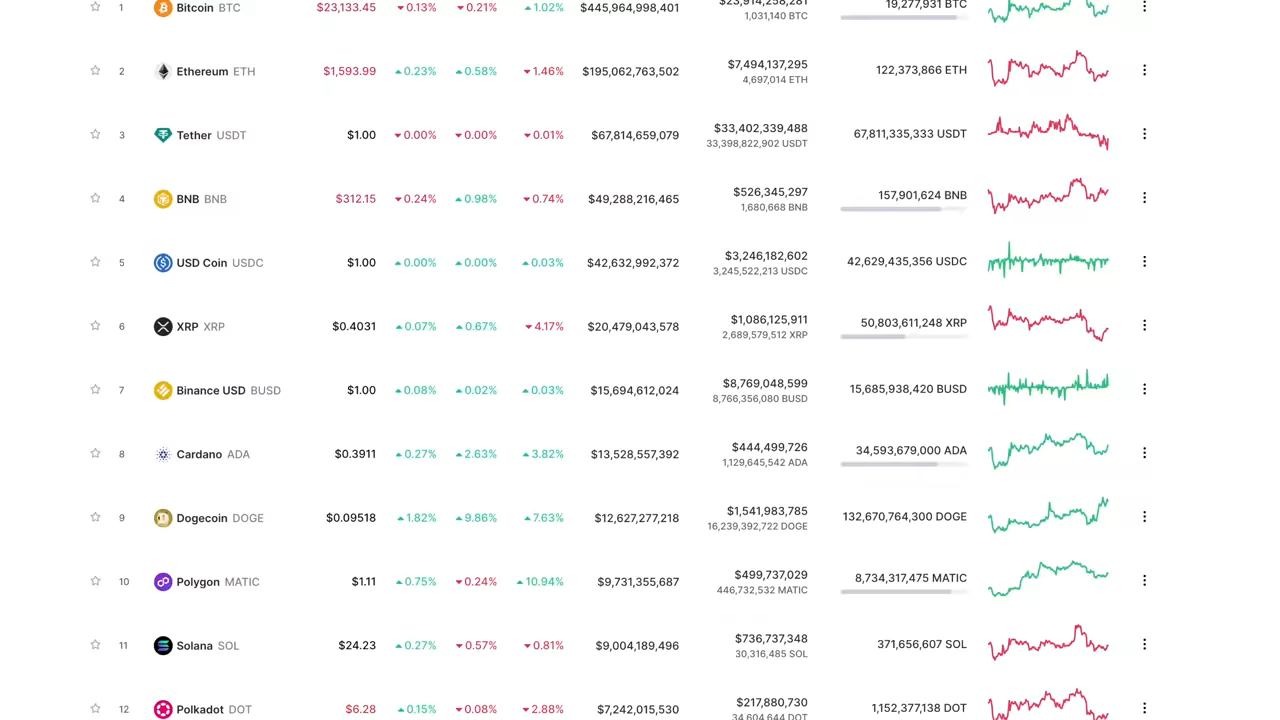 1 Bitcoin BTC $23,133.45 0.13% 0.21% 1.02% $445,964,998,401 $23,914,258,281 19,277,931 BTC
1,031,140 BTC
2 Ethereum ETH $1,593.99 0.23% 0.58% 1.46% $195,062,763,502 $7,494,137,295 122,373,866 ETH
4,697,014 ETH
3 Tether USDT $1.00 0.00% 0.00% 0.01% $67,814,659,079 $33,402,339,488 67,811,335,333 USDT
33,398,822,902 USDT
4 BNB BNB $312.15 0.24% 0.98% 0.74% $49,288,216,465 $526,345,297 157,901,624 BNB
1,680,668 BNB
5 USD Coin USDC $1.00 0.00% 0.00% 0.03% $42,632,992,372 $3,246,182,602 42,629,435,356 USDC
3,245,522,213 USDC
6 XRP XRP $0.4031 0.07% 0.67% 4.17% $20,479,043,578 $1,086,125,911 50,803,611,248 XRP
2,689,579,512 XRP
7 Binance USD BUSD $1.00 0.08% 0.02% 0.03% $15,694,612,024 $8,769,048,599 15,685,938,420 BUSD
8,766,356,080 BUSD
8 Cardano ADA $0.3911 0.27% 2.63% 3.82% $13,528,557,392 $444,499,726 34,593,679,000 ADA
1,129,645,542 ADA
9 Dogecoin DOGE $0.09518 1.82% 9.86% 7.63% $12,627,277,218 $1,541,983,785 132,670,764,300 DOGE
16,239,392,722 DOGE
10 Polygon MATIC $1.11 0.75% 0.24% 10.94% $9,731,355,687 $499,737,029 8,734,317,475 MATIC
446,732,532 MATIC
11 Solana SOL $24.23 0.27% 0.57% 0.81% $9,004,189,496 $736,737,348 371,656,607 SOL
30,316,485 SOL
12 Polkadot DOT $6.28 0.15% 0.08% 2.88% $7,242,015,530 $217,880,730 1,152,377,138 DOT
34,604,644 DOT